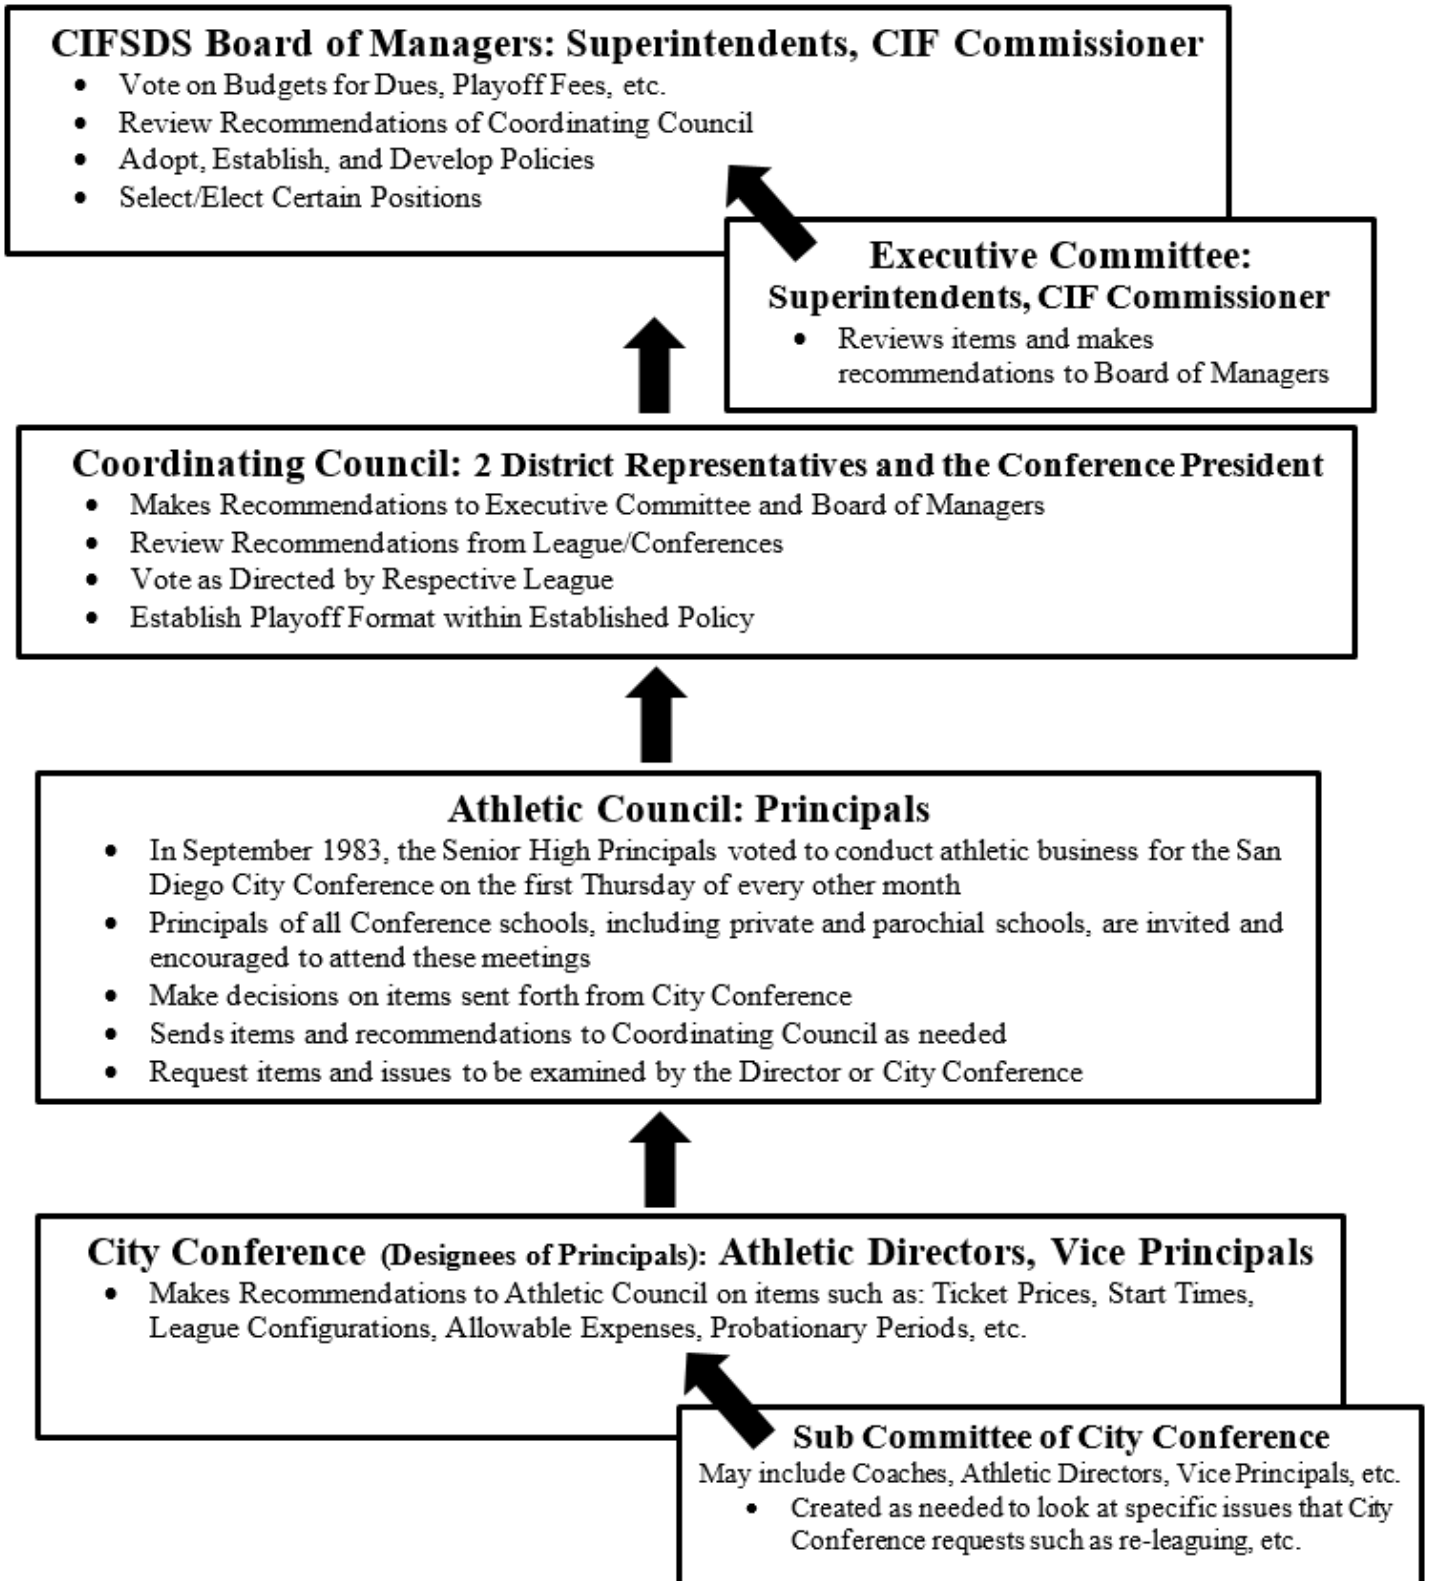 CIFSDS Board of Managers: Superintendents, CIF Commissioner
• Vote on Budgets for Dues, Playoff Fees, etc.
• Review Recommendations of Coordinating Council
• Adopt, Establish, and Develop Policies
• Select/Elect Certain Positions
Executive Committee:
Superintendents, CIF Commissioner
• Reviews items and makes
recommendations to Board of Managers
Coordinating Council: 2 District Representatives and the Conference President
• Makes Recommendations to Executive Committee and Board of Managers
• Review Recommendations from League/Conferences
• Vote as Directed by Respective League
• Establish Playoff Format within Established Policy
Athletic Council: Principals
• In September 1983, the Senior High Principals voted to conduct athletic business for the San
Diego City Conference on the first Thursday of every other month
• Principals of all Conference schools, including private and parochial schools, are invited and
encouraged to attend these meetings
• Make decisions on items sent forth from City Conference
• Sends items and recommendations to Coordinating Council as needed
• Request items and issues to be examined by the Director or City Conference
City Conference (Designees of Principals): Athletic Directors, Vice Principals
• Makes Recommendations to Athletic Council on items such as: Ticket Prices, Start Times,
League Configurations, Allowable Expenses, Probationary Periods, etc.
Sub Committee of City Conference
May include Coaches, Athletic Directors, Vice Principals, etc.
• Created as needed to look at specific issues that City
Conference requests such as re-leaguing, etc.